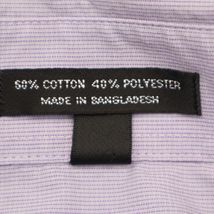 60% COTTON 40% POLYESTER
MADE IN BANGLADESH